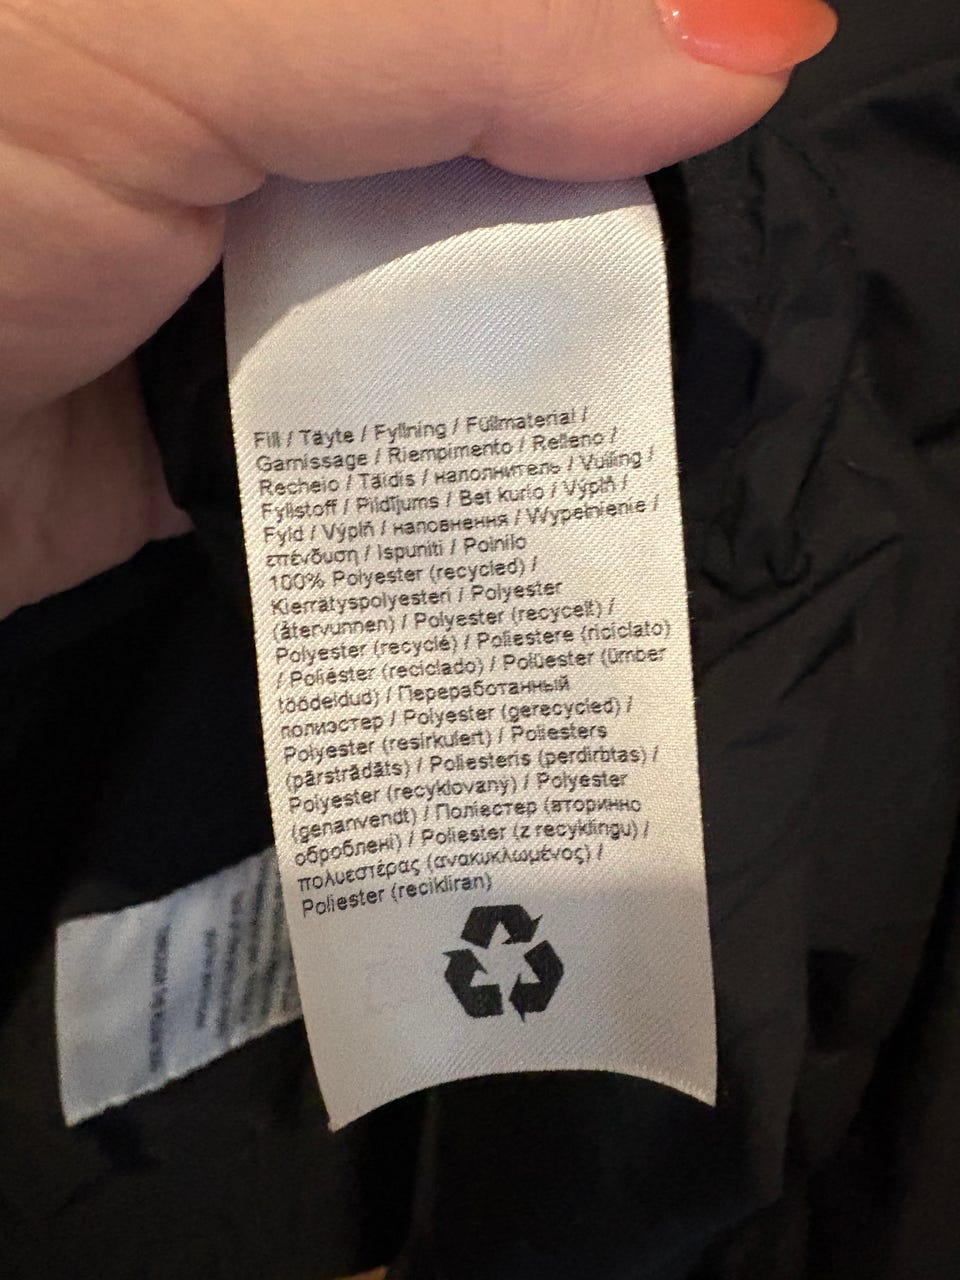 Fill / Täyte / Fyllning / Füllmaterial /
Garnissage / Riempimento / Relleno /
Recheio / Täidis / наполнитель / Vulling /
Fyllstoff / Pildījums / Bet kurio / Výplň /
Fyld / Výplň / наповнення / Wypełnienie /
επένδυση / Ispuniti / Polnilo
100% Polyester (recycled) /
Kierrätyspolyesteri / Polyester
(återvunnen) / Polyester (recycelt) /
Polyester (recyclé) / Poliestere (riciclato)
/ Poliéster (reciclado) / Polüester (ümber
töödeldud) / Переработанный
полиэстер / Polyester (gerecycled) /
Polyester (resirkulert) / Poliesters
(pārstrādāts) / Poliesteris (perdirbtas) /
Polyester (recyklovany) / Polyester
(genanvendt) / Поліестер (вторинно
оброблені) / Poliester (z recyklingu) /
πολυεστέρας (ανακυκλωμένος) /
Poliester (recikliran)